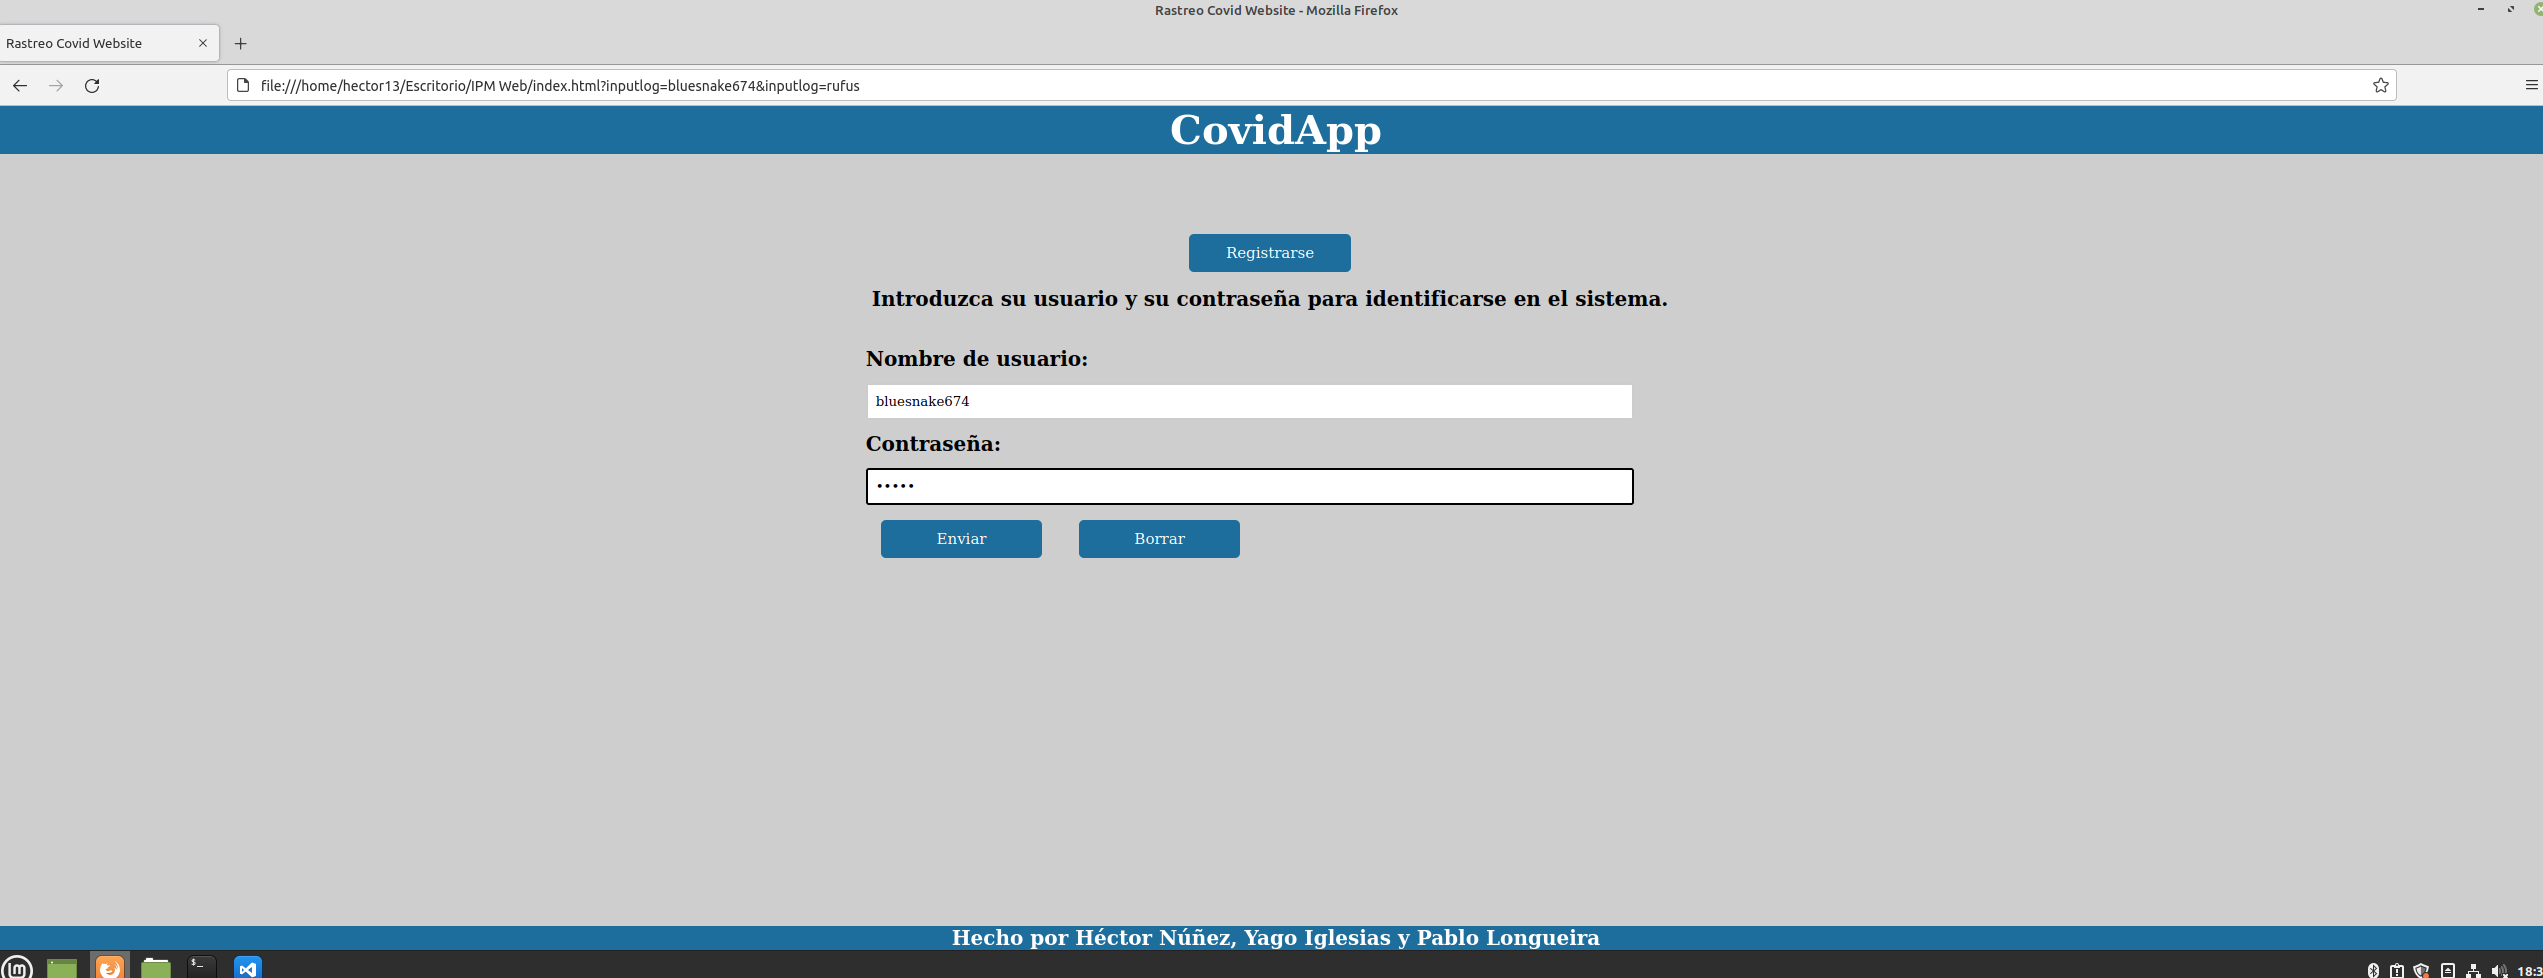 Rastreo Covid Website - Mozilla Firefox
Rastreo Covid Website
file:///home/hector13/Escritorio/IPM Web/index.html?inputlog=bluesnake674&inputlog=rufus
CovidApp
Registrarse
Introduzca su usuario y su contraseña para identificarse en el sistema.
Nombre de usuario:
bluesnake674
Contraseña:
•••••
Enviar Borrar
Hecho por Héctor Núñez, Yago Iglesias y Pablo Longueira